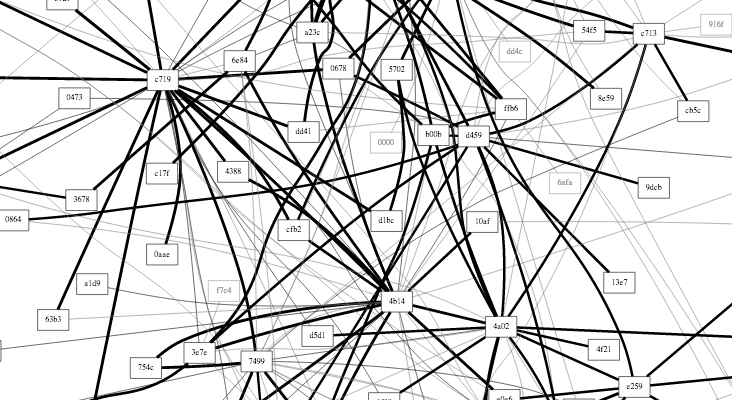 916f
54f5
c713
a23c
dd4c
6e84
0678
5702
c719
0473
8e59
ffb6
cb5c
dd41
b00b
d459
0000
c17f
4388
6afa
9dcb
3678
0864
d1bc
10af
cfb2
0aae
a1d9
f7c4
13e7
4b14
63b3
4a02
d5d1
4f21
3e7e
754c
7499
e259